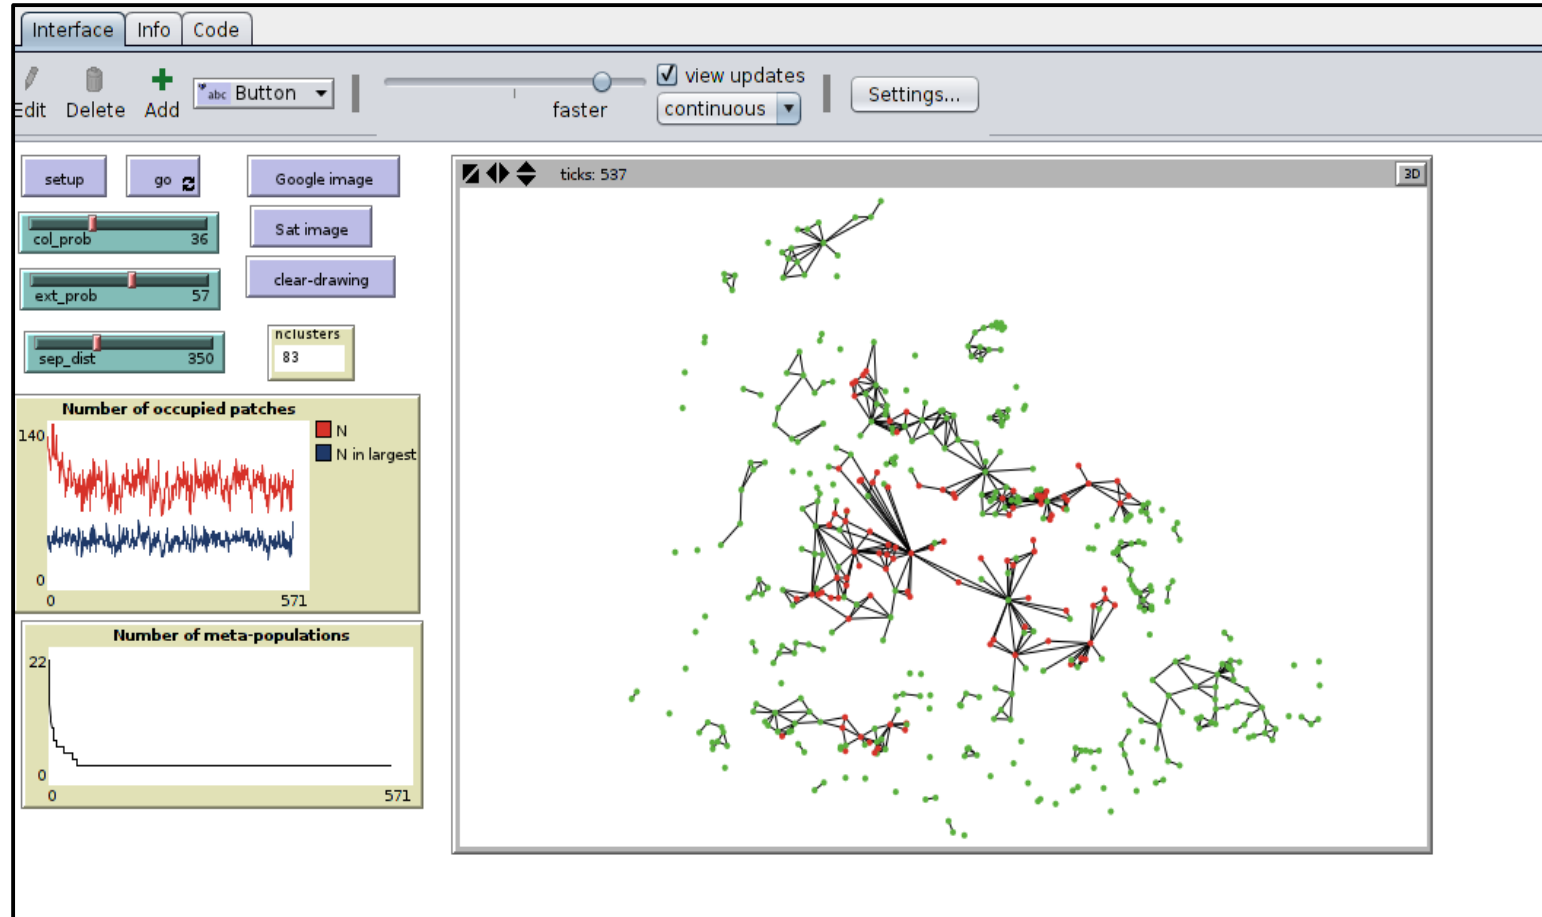 Interface Info Code
Edit Delete Add abc Button faster view updates continuous Settings...
setup go Google image
col_prob 36 Sat image
ext_prob 57 clear-drawing
sep_dist 350 nclusters 83
ticks: 537 3D
Number of occupied patches
140
0
0 571
N
N in largest
Number of meta-populations
22
0
0 571